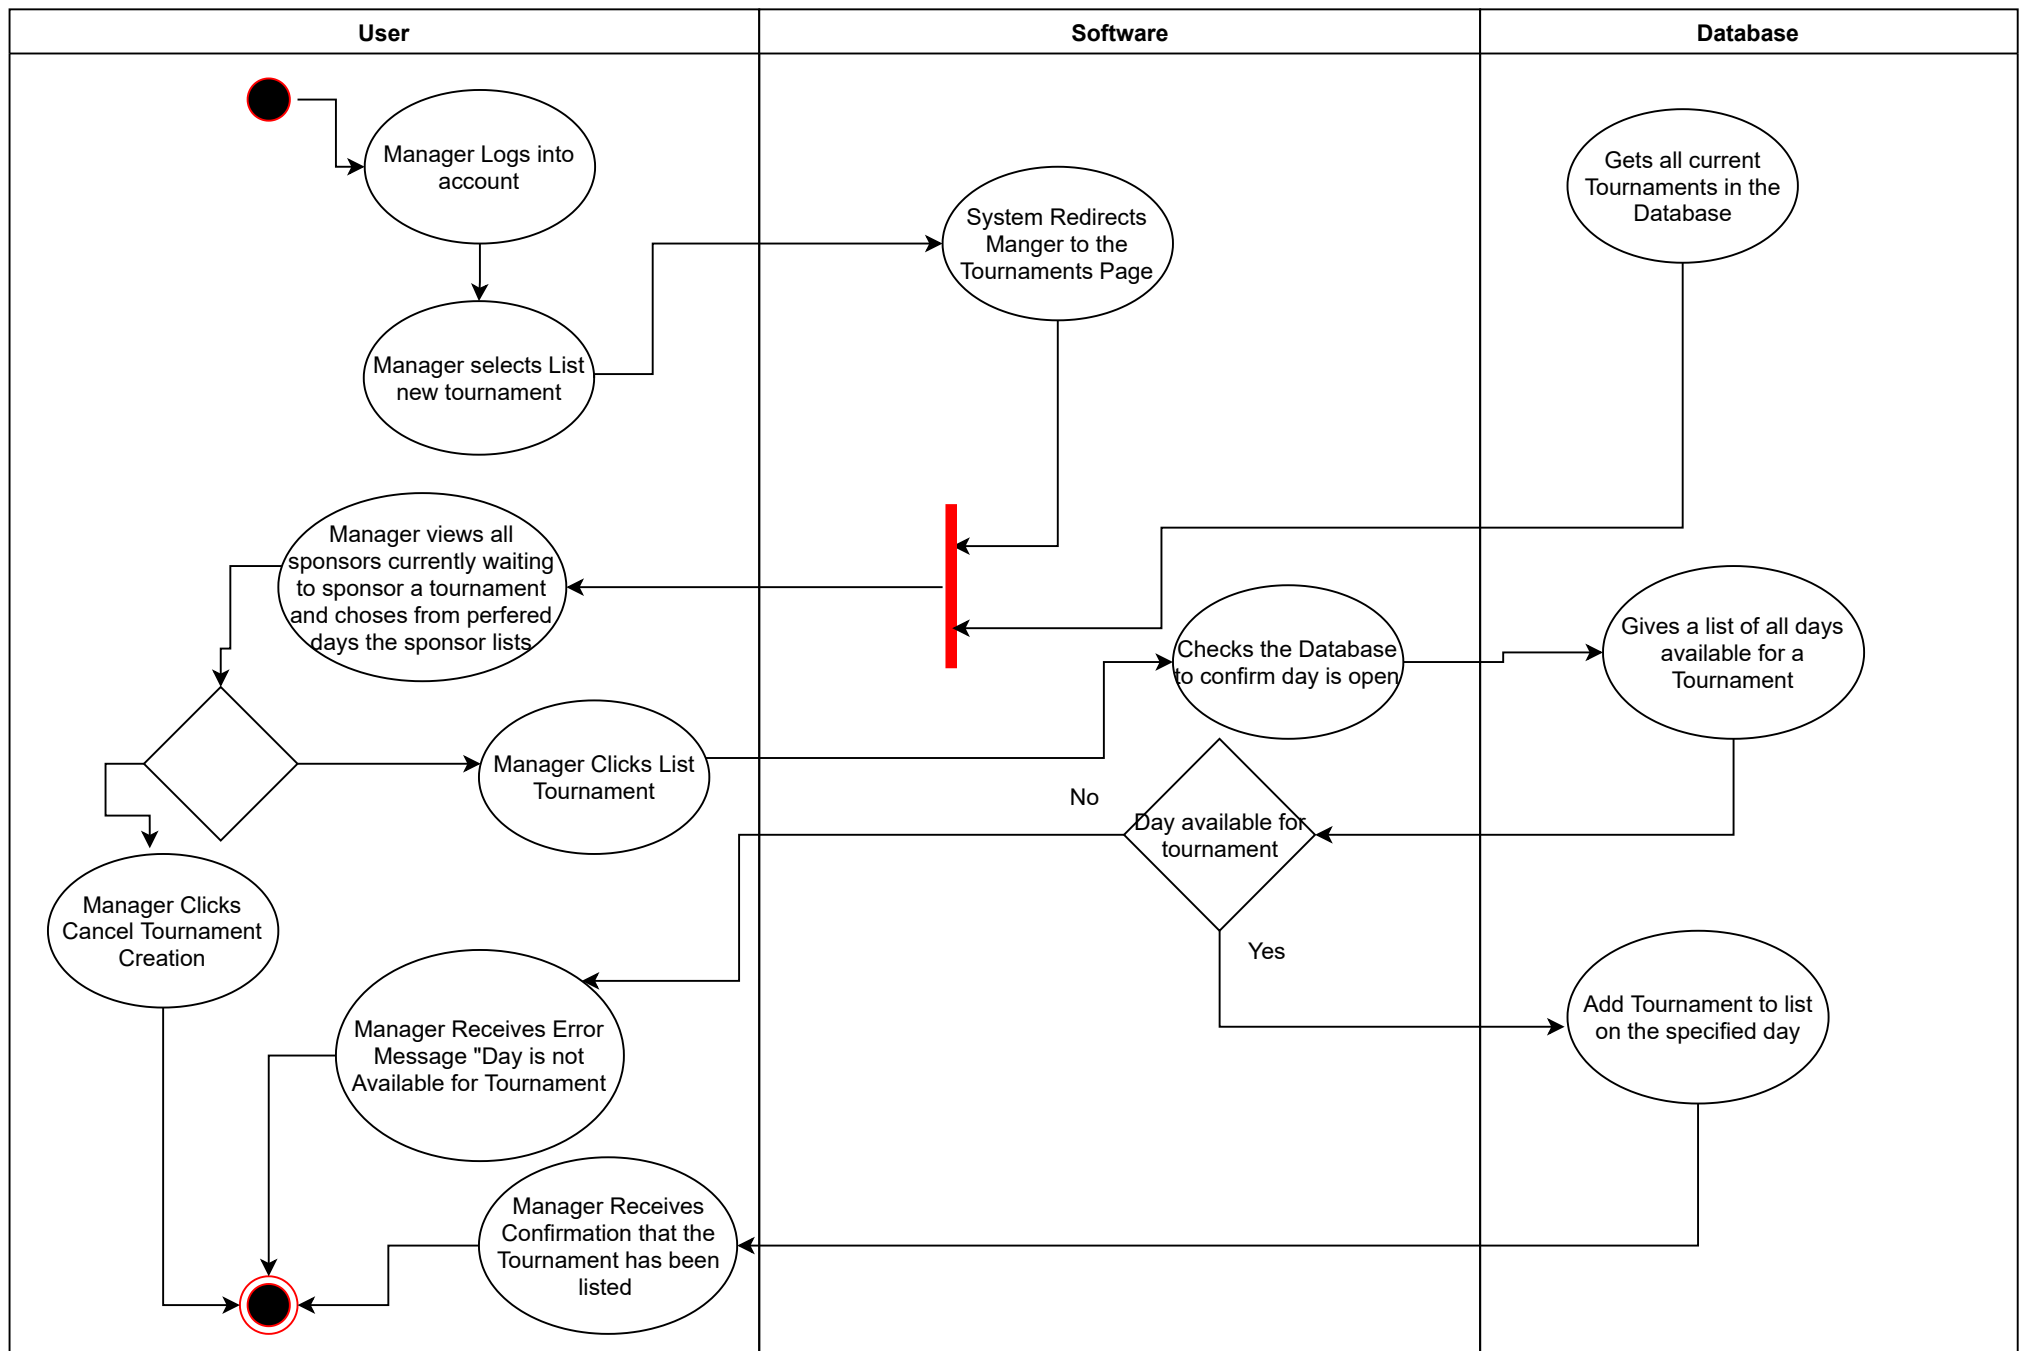 User
Software
Database
Manager Logs into
account
Gets all current
Tournaments in the
Database
System Redirects
Manger to the
Tournaments Page
Manager selects List
new tournament
Manager views all
sponsors currently waiting
to sponsor a tournament
and choses from perfered
days the sponsor lists
Checks the Database
to confirm day is open
Gives a list of all days
available for a
Tournament
Manager Clicks List
Tournament
No
Day available for
tournament
Yes
Manager Clicks
Cancel Tournament
Creation
Manager Receives Error
Message "Day is not
Available for Tournament
Add Tournament to list
on the specified day
Manager Receives
Confirmation that the
Tournament has been
listed